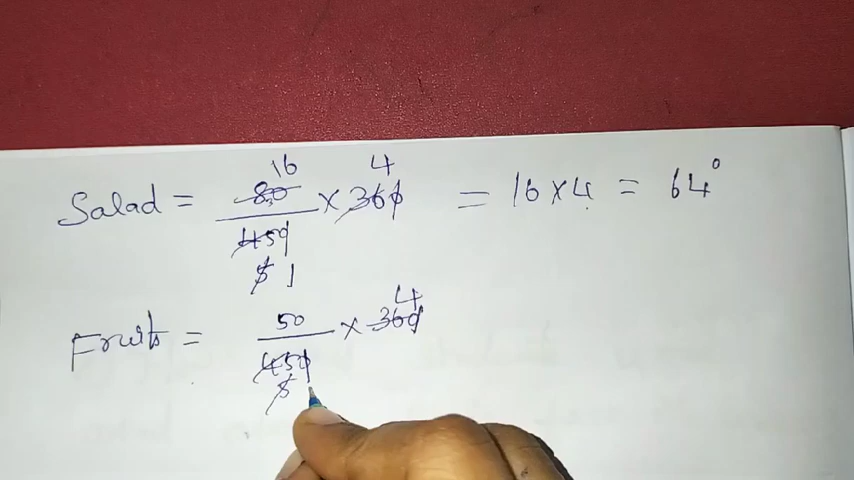 16 4
Salad = 80/450 × 360 = 16 × 4 = 64°
5 1
4
Fruits = 50/450 × 360
5